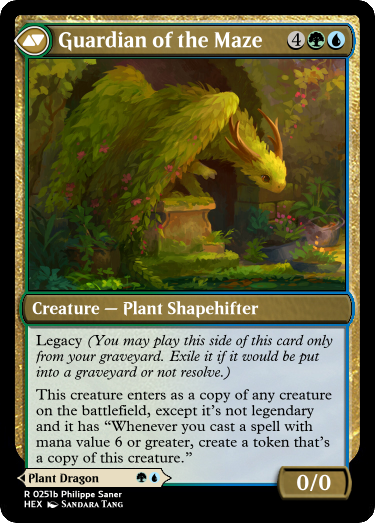 Guardian of the Maze 4
Creature — Plant Shapehifter
Legacy (You may play this side of this card only
from your graveyard. Exile it if it would be put
into a graveyard or not resolve.)
This creature enters as a copy of any creature
on the battlefield, except it's not legendary
and it has “Whenever you cast a spell with
mana value 6 or greater, create a token that's
a copy of this creature.”
Plant Dragon
0/0
R 0251b Philippe Saner
HEX Sandara Tang